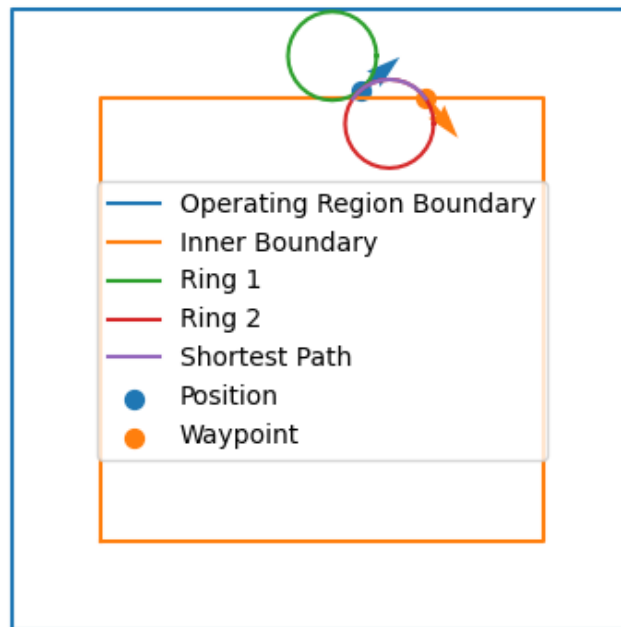 Operating Region Boundary
Inner Boundary
Ring 1
Ring 2
Shortest Path
Position
Waypoint